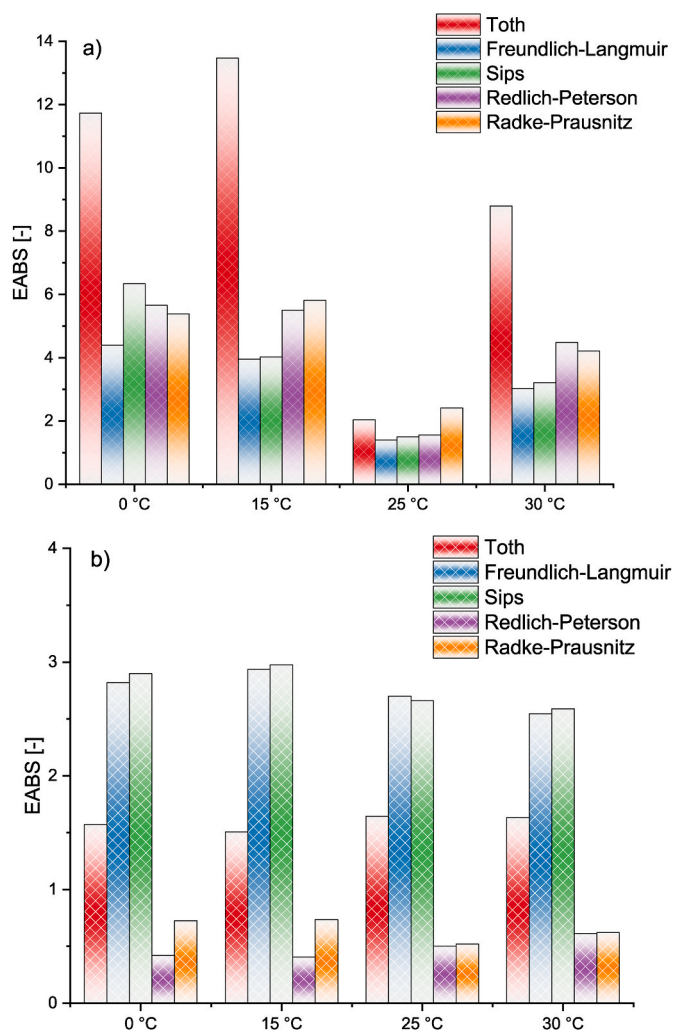 a)
Toth
Freundlich-Langmuir
Sips
Redlich-Peterson
Radke-Prausnitz
14
12
10
8
6
4
2
0
EABS [-]
0 °C 15 °C 25 °C 30 °C
b)
Toth
Freundlich-Langmuir
Sips
Redlich-Peterson
Radke-Prausnitz
4
3
2
1
0
EABS [-]
0 °C 15 °C 25 °C 30 °C